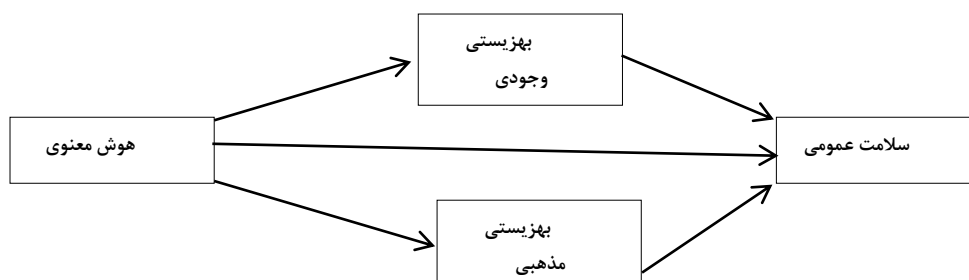 بهزیستی
وجودی
هوش معنوی
سلامت عمومی
بهزیستی
مذهبی